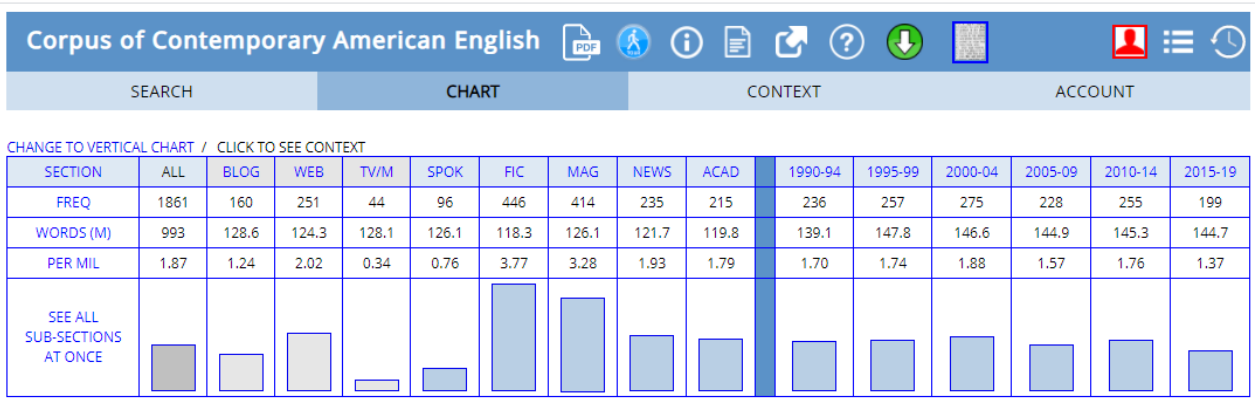 Corpus of Contemporary American English PDF
SEARCH CHART CONTEXT ACCOUNT
CHANGE TO VERTICAL CHART / CLICK TO SEE CONTEXT
SECTION ALL BLOG WEB TV/M SPOK FIC MAG NEWS ACAD 1990-94 1995-99 2000-04 2005-09 2010-14 2015-19
FREQ 1861 160 251 44 96 446 414 235 215 236 257 275 228 255 199
WORDS (M) 993 128.6 124.3 128.1 126.1 118.3 126.1 121.7 119.8 139.1 147.8 146.6 144.9 145.3 144.7
PER MIL 1.87 1.24 2.02 0.34 0.76 3.77 3.28 1.93 1.79 1.70 1.74 1.88 1.57 1.76 1.37
SEE ALL
SUB-SECTIONS
AT ONCE